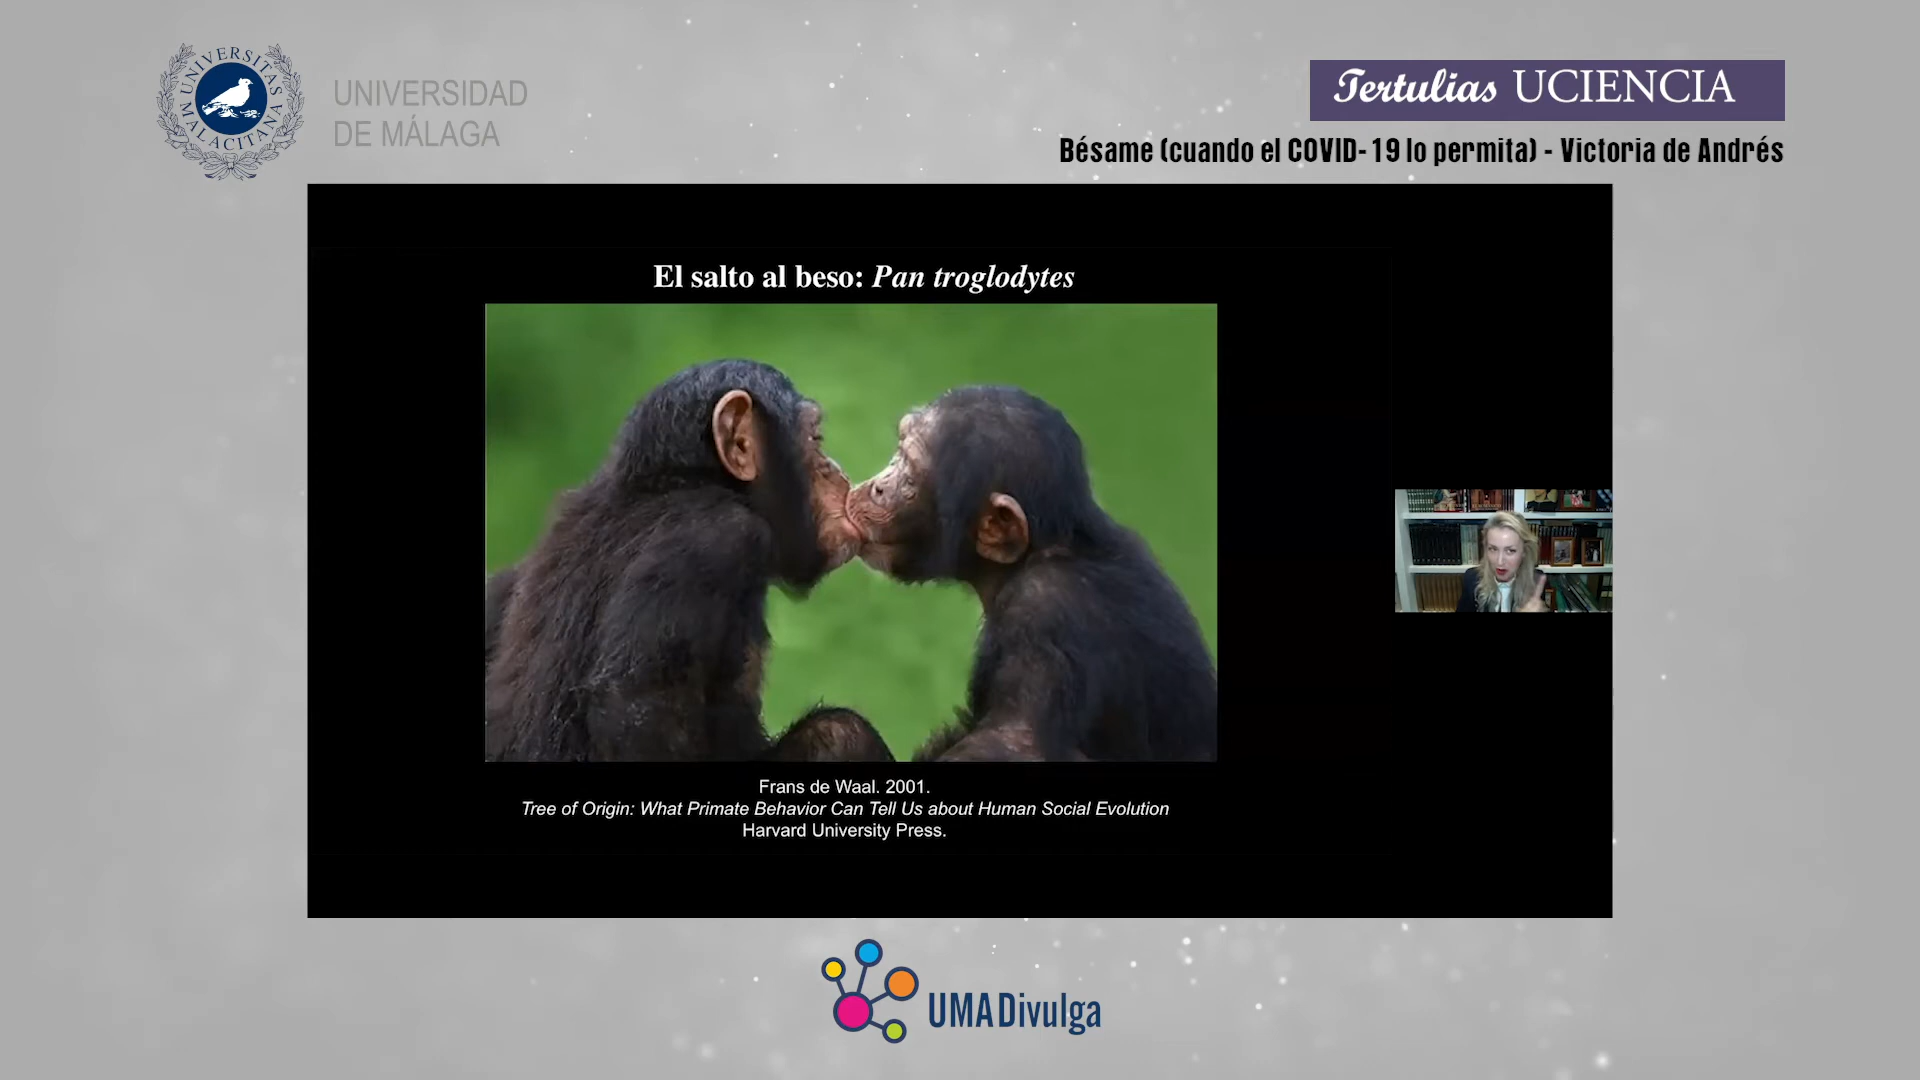 UNIVERSITAS MALACITANA
UNIVERSIDAD
DE MÁLAGA
Tertulias UCIENCIA
Bésame (cuando el COVID-19 lo permita) - Victoria de Andrés
El salto al beso: Pan troglodytes
Frans de Waal. 2001.
Tree of Origin: What Primate Behavior Can Tell Us about Human Social Evolution
Harvard University Press.
UMADivulga